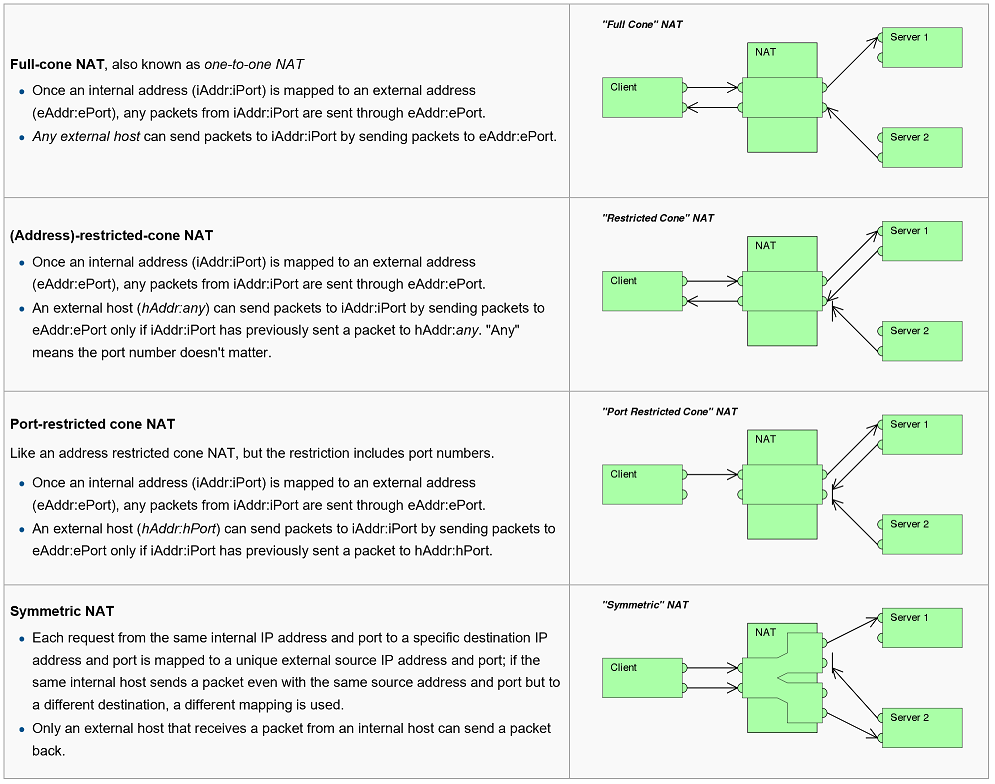 Full-cone NAT, also known as one-to-one NAT
Once an internal address (iAddr:iPort) is mapped to an external address
(eAddr:ePort), any packets from iAddr:iPort are sent through eAddr:ePort.
Any external host can send packets to iAddr:iPort by sending packets to eAddr:ePort.
"Full Cone" NAT
NAT
Server 1
Client
Server 2
(Address)-restricted-cone NAT
Once an internal address (iAddr:iPort) is mapped to an external address
(eAddr:ePort), any packets from iAddr:iPort are sent through eAddr:ePort.
An external host (hAddr:any) can send packets to iAddr:iPort by sending packets to
eAddr:ePort only if iAddr:iPort has previously sent a packet to hAddr:any. "Any"
means the port number doesn't matter.
"Restricted Cone" NAT
NAT
Server 1
Client
Server 2
Port-restricted cone NAT
Like an address restricted cone NAT, but the restriction includes port numbers.
Once an internal address (iAddr:iPort) is mapped to an external address
(eAddr:ePort), any packets from iAddr:iPort are sent through eAddr:ePort.
An external host (hAddr:hPort) can send packets to iAddr:iPort by sending packets to
eAddr:ePort only if iAddr:iPort has previously sent a packet to hAddr:hPort.
"Port Restricted Cone" NAT
NAT
Server 1
Client
Server 2
Symmetric NAT
Each request from the same internal IP address and port to a specific destination IP
address and port is mapped to a unique external source IP address and port; if the
same internal host sends a packet even with the same source address and port but to
a different destination, a different mapping is used.
Only an external host that receives a packet from an internal host can send a packet
back.
"Symmetric" NAT
NAT
Server 1
Client
Server 2